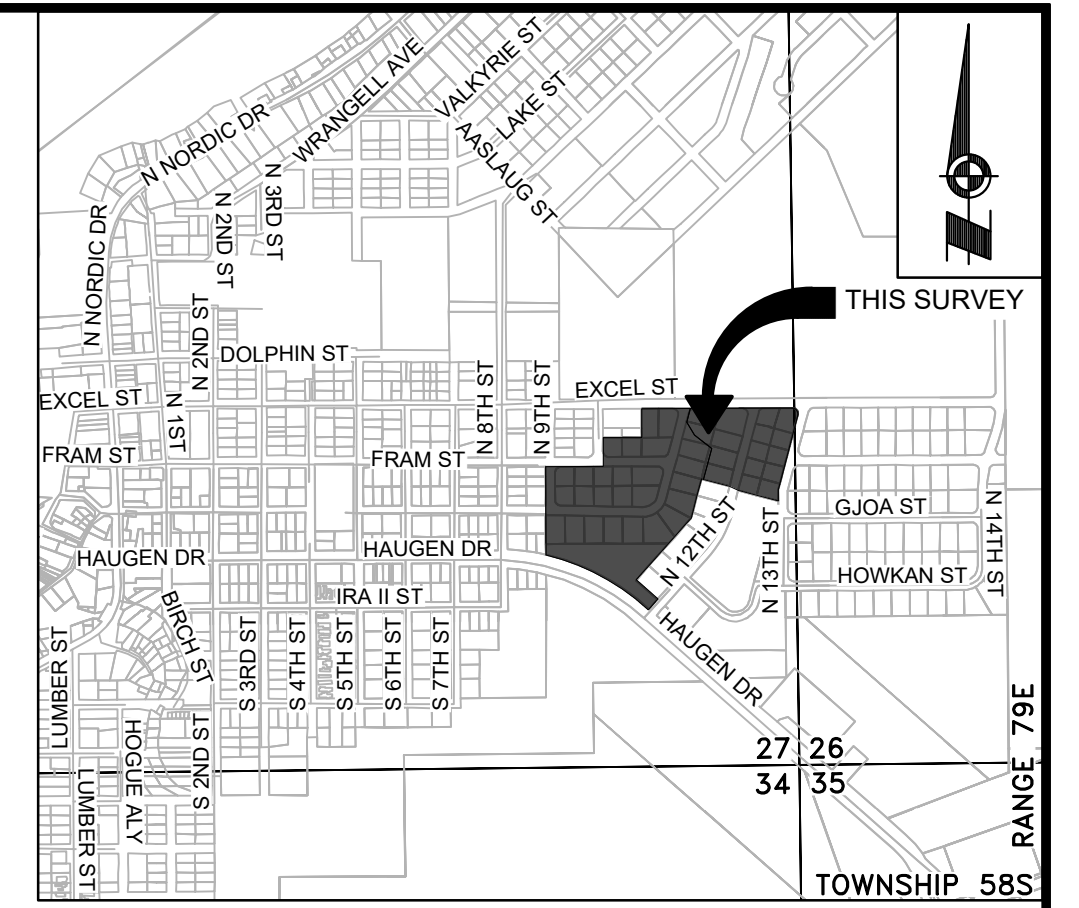 VALKYRIE ST
WRANGELL AVE
LAKE ST
N NORDIC DR
AASLAUG ST
N 3RD ST
N 2ND ST
N NORDIC DR
THIS SURVEY
N 2ND ST
DOLPHIN ST
N 8TH ST
N 9TH ST
EXCEL ST
EXCEL ST
N 1ST
FRAM ST
FRAM ST
GJOA ST
N 14TH ST
N 12TH ST
N 13TH ST
HAUGEN DR
HAUGEN DR
HOWKAN ST
IRA II ST
BIRCH ST
HAUGEN DR
LUMBER ST
S 3RD ST
S 4TH ST
S 5TH ST
S 6TH ST
S 7TH ST
HOGUE ALY
S 2ND ST
27 26
34 35
RANGE 79E
LUMBER ST
TOWNSHIP 58S
N